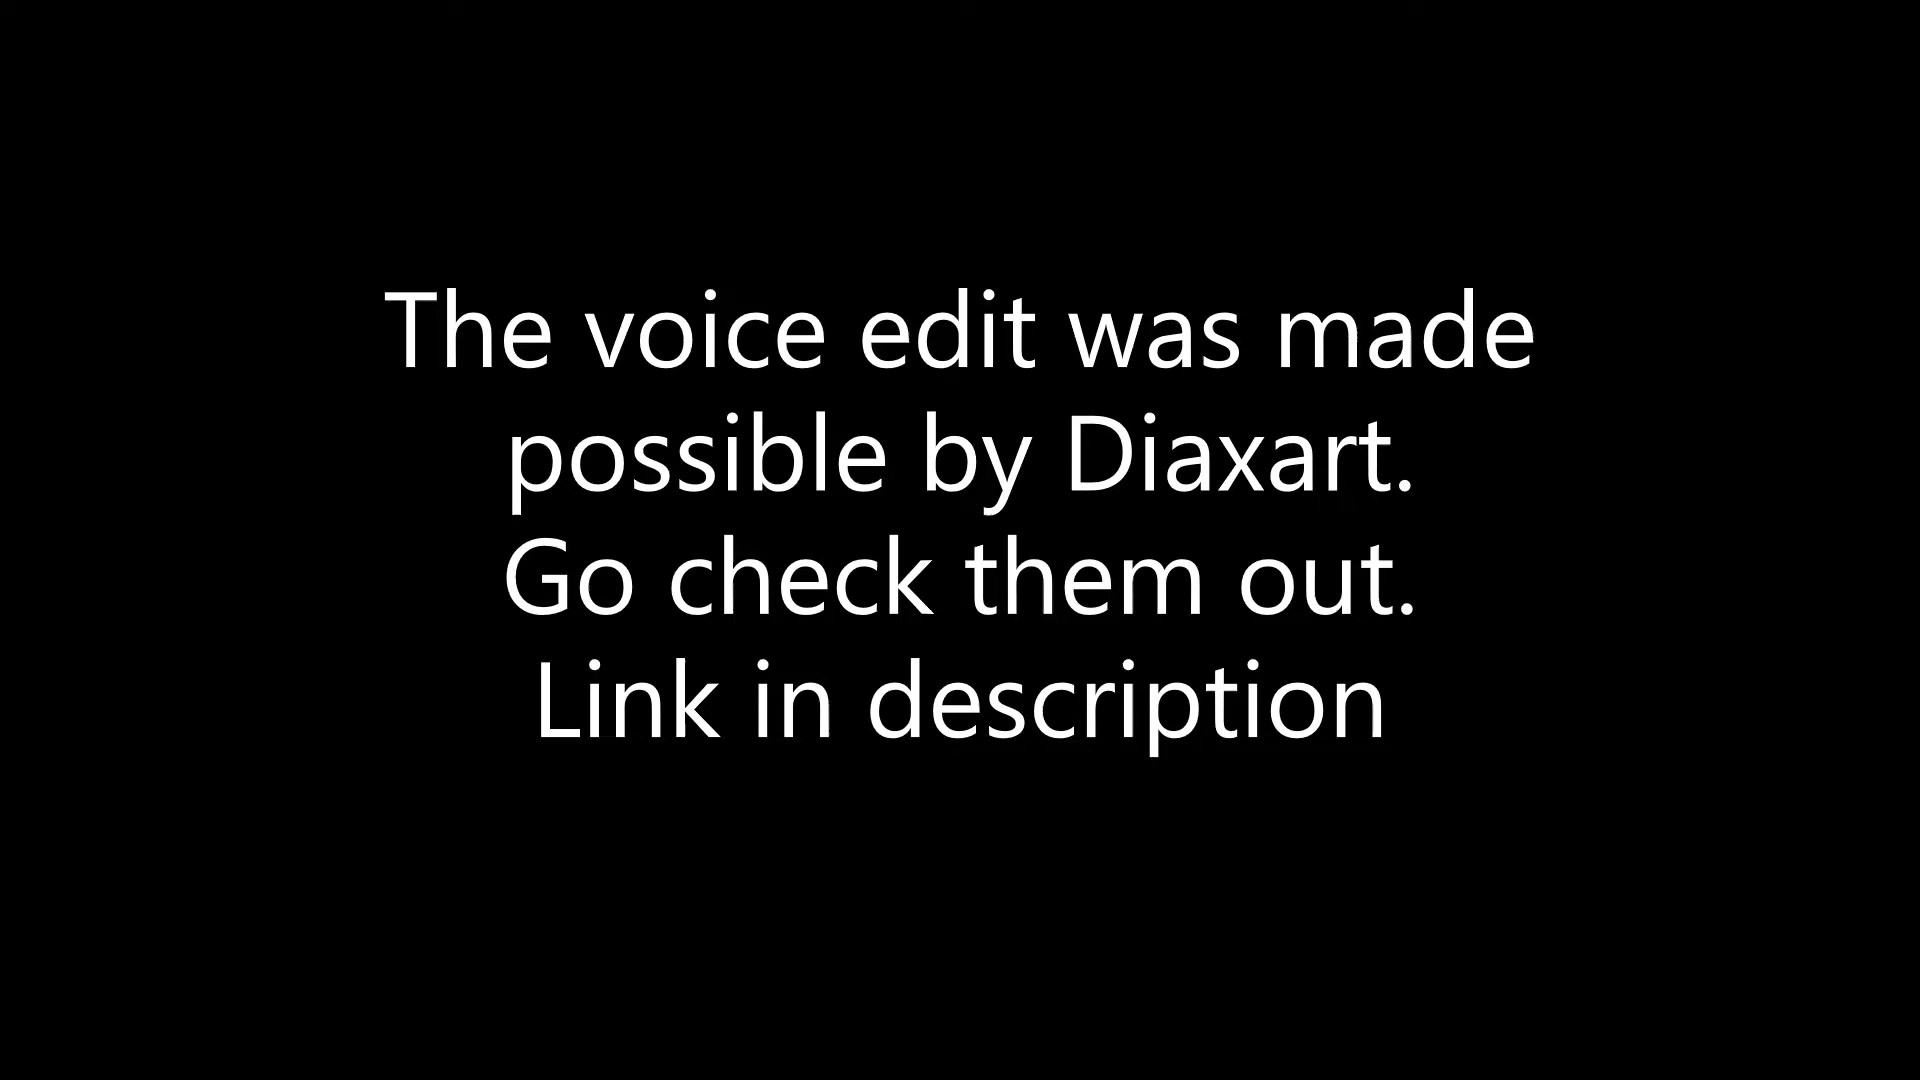 The voice edit was made
possible by Diaxart.
Go check them out.
Link in description